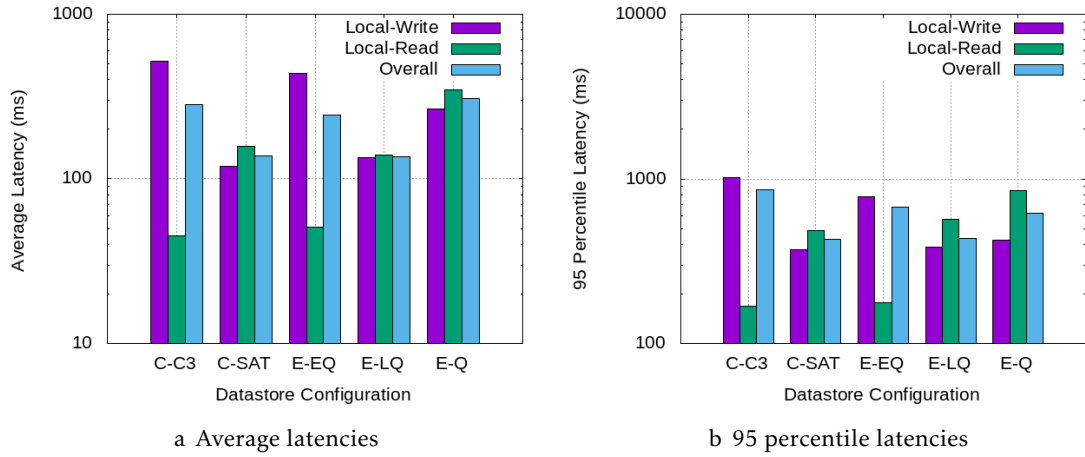 1000
100
10
Average Latency (ms)
Local-Write
Local-Read
Overall
C-C3 C-SAT E-EQ E-LQ E-Q
Datastore Configuration
a Average latencies
10000
1000
100
95 Percentile Latency (ms)
Local-Write
Local-Read
Overall
C-C3 C-SAT E-EQ E-LQ E-Q
Datastore Configuration
b 95 percentile latencies